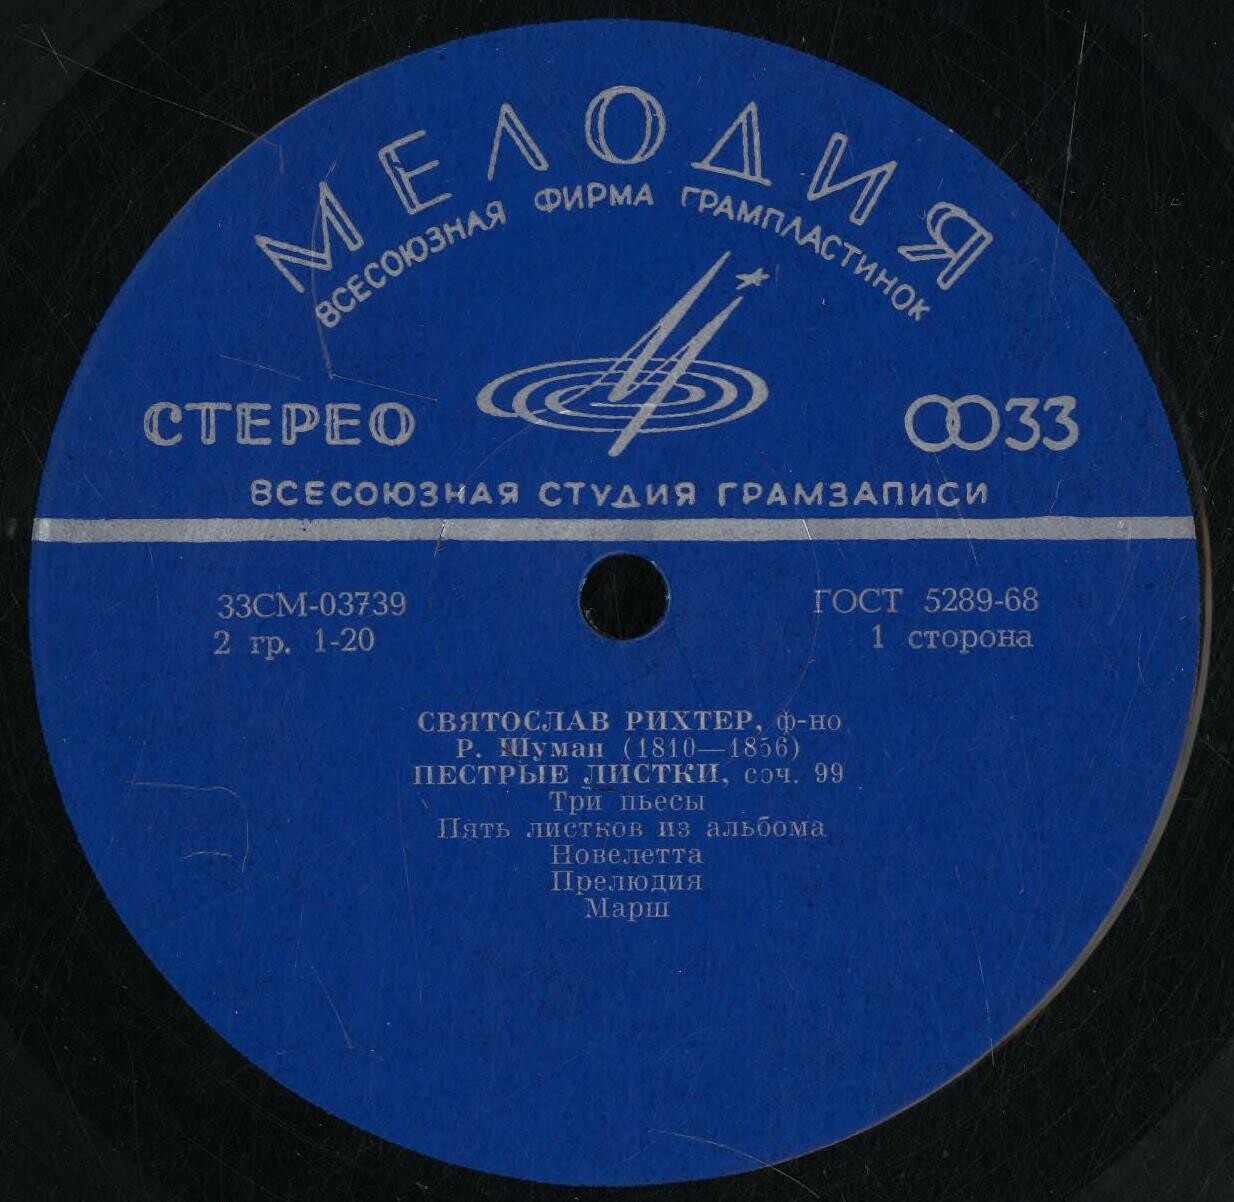 МЕЛОДИЯ
ВСЕСОЮЗНАЯ ФИРМА ГРАМПЛАСТИНОК
СТЕРЕО
33
ВСЕСОЮЗНАЯ СТУДИЯ ГРАМЗАПИСИ
33СМ-03739
ГОСТ 5289-68
2 гр. 1-20
1 сторона
СВЯТОСЛАВ РИХТЕР, ф-но
Р. Шуман (1810—1856)
ПЕСТРЫЕ ЛИСТКИ, соч. 99
Три пьесы
Пять листков из альбома
Новелетта
Прелюдия
Марш